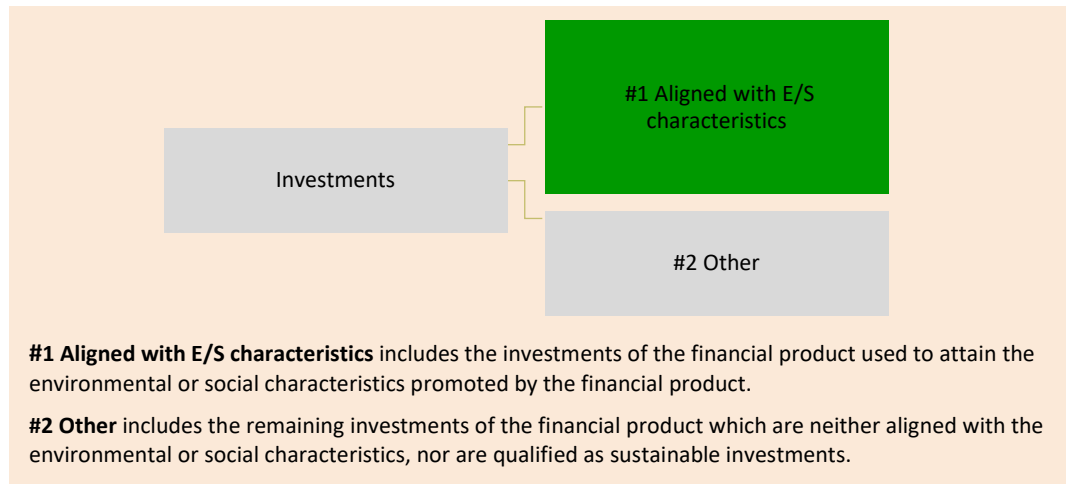 #1 Aligned with E/S
characteristics
Investments
#2 Other
#1 Aligned with E/S characteristics includes the investments of the financial product used to attain the
environmental or social characteristics promoted by the financial product.
#2 Other includes the remaining investments of the financial product which are neither aligned with the
environmental or social characteristics, nor are qualified as sustainable investments.